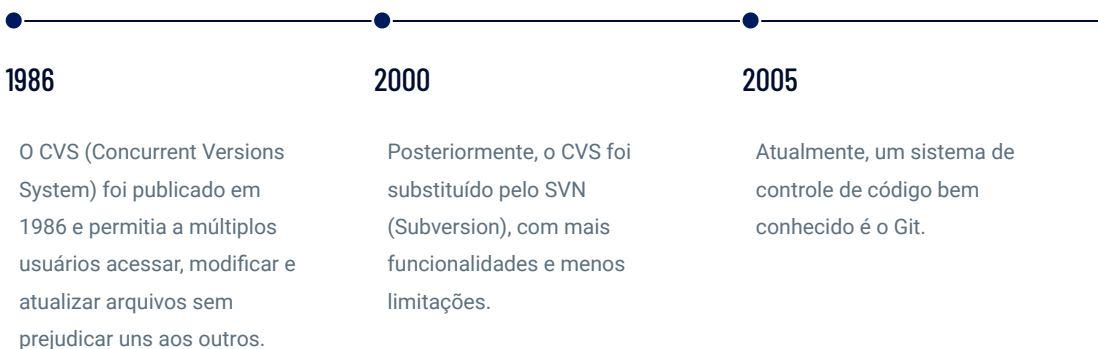 1986
O CVS (Concurrent Versions
System) foi publicado em
1986 e permitia a múltiplos
usuários acessar, modificar e
atualizar arquivos sem
prejudicar uns aos outros.
2000
Posteriormente, o CVS foi
substituído pelo SVN
(Subversion), com mais
funcionalidades e menos
limitações.
2005
Atualmente, um sistema de
controle de código bem
conhecido é o Git.